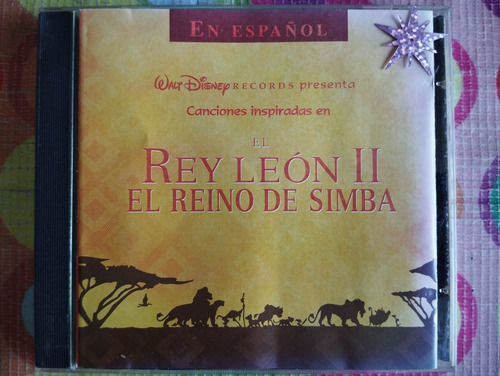 EN ESPAÑOL
WALT DISNEY RECORDS presenta
Canciones inspiradas en
EL
REY LEÓN II
EL REINO DE SIMBA